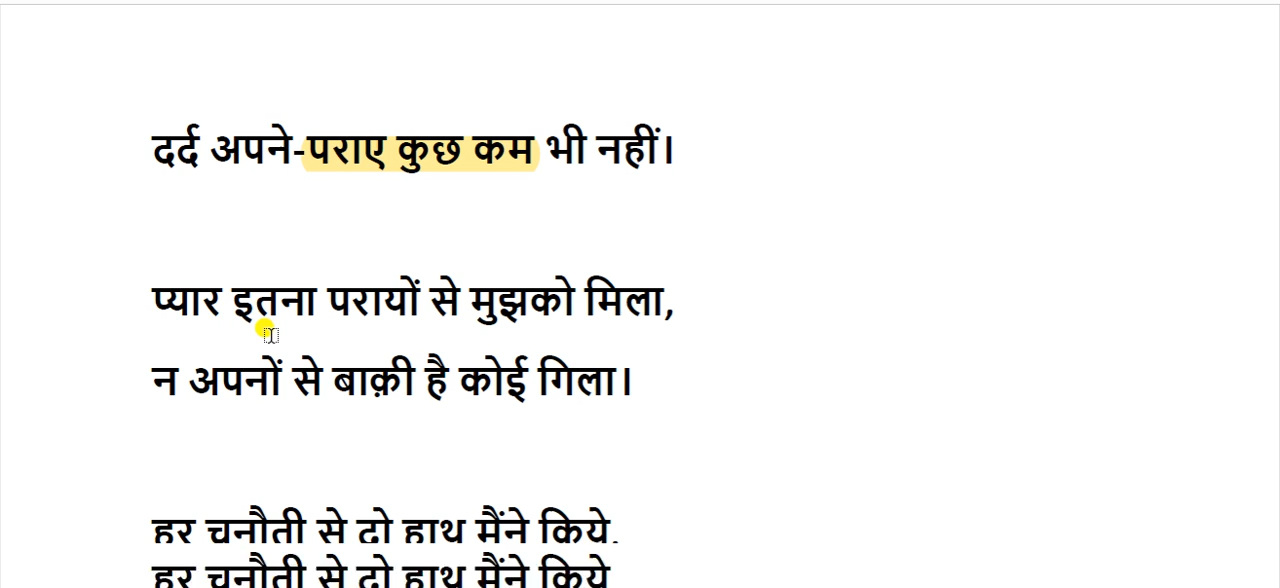 दर्द अपने-पराए कुछ कम भी नहीं।
प्यार इतना परायों से मुझको मिला,
न अपनों से बाक़ी है कोई गिला।
हर चुनौती से दो हाथ मैंने किये,
हर चुनौती से दो हाथ मैंने किये